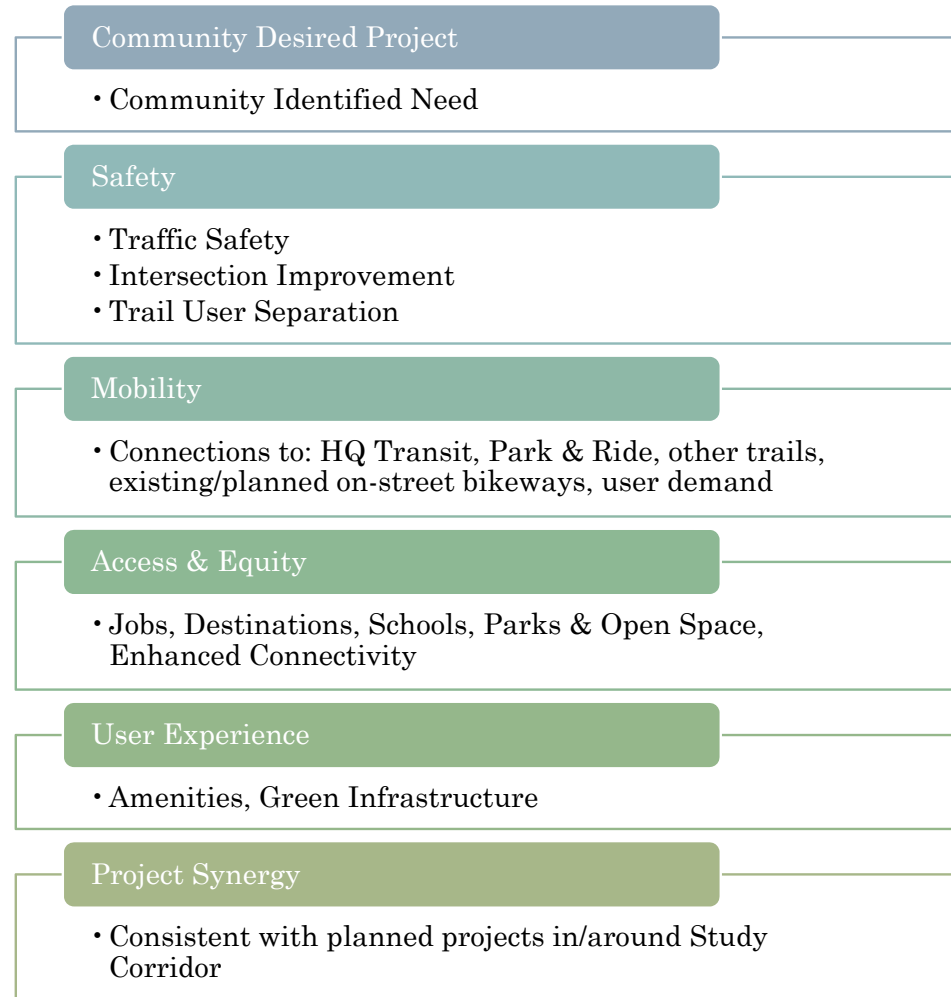 Community Desired Project
• Community Identified Need
Safety
• Traffic Safety
• Intersection Improvement
• Trail User Separation
Mobility
• Connections to: HQ Transit, Park & Ride, other trails,
existing/planned on-street bikeways, user demand
Access & Equity
• Jobs, Destinations, Schools, Parks & Open Space,
Enhanced Connectivity
User Experience
• Amenities, Green Infrastructure
Project Synergy
• Consistent with planned projects in/around Study
Corridor